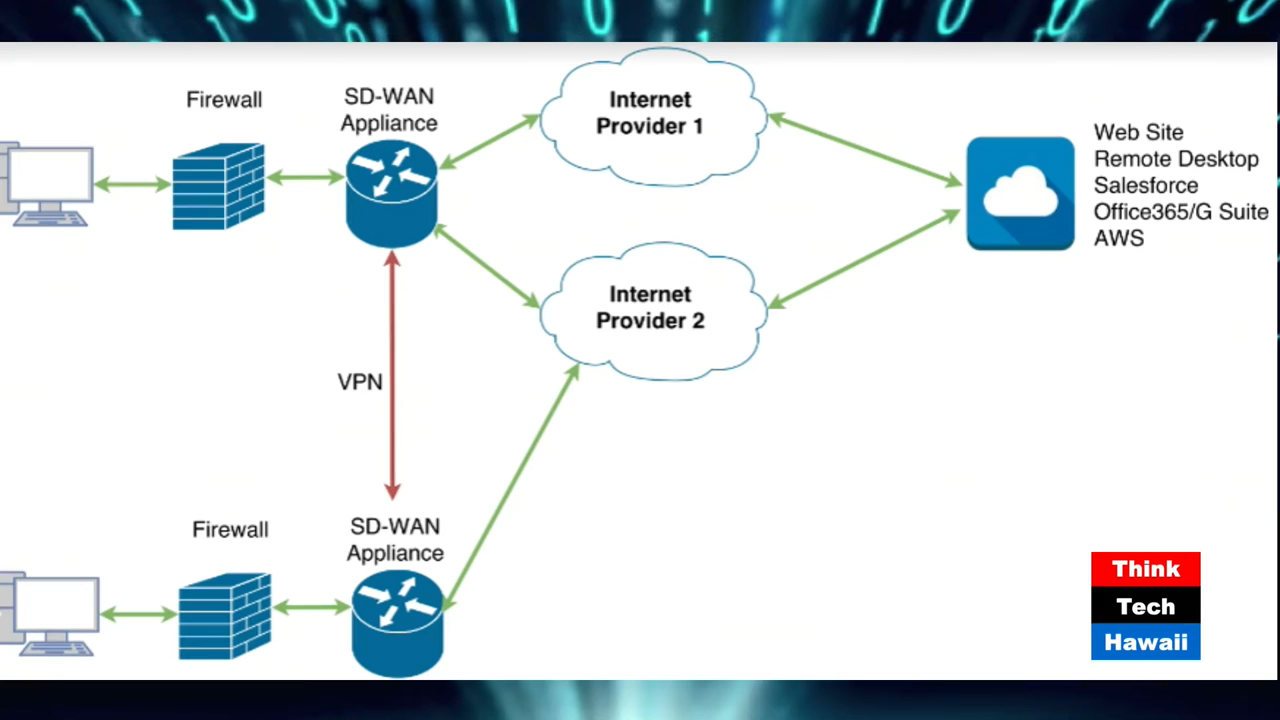 Firewall
SD-WAN
Appliance
Internet
Provider 1
Web Site
Remote Desktop
Salesforce
Office365/G Suite
AWS
Internet
Provider 2
VPN
Firewall
SD-WAN
Appliance
Think
Tech
Hawaii